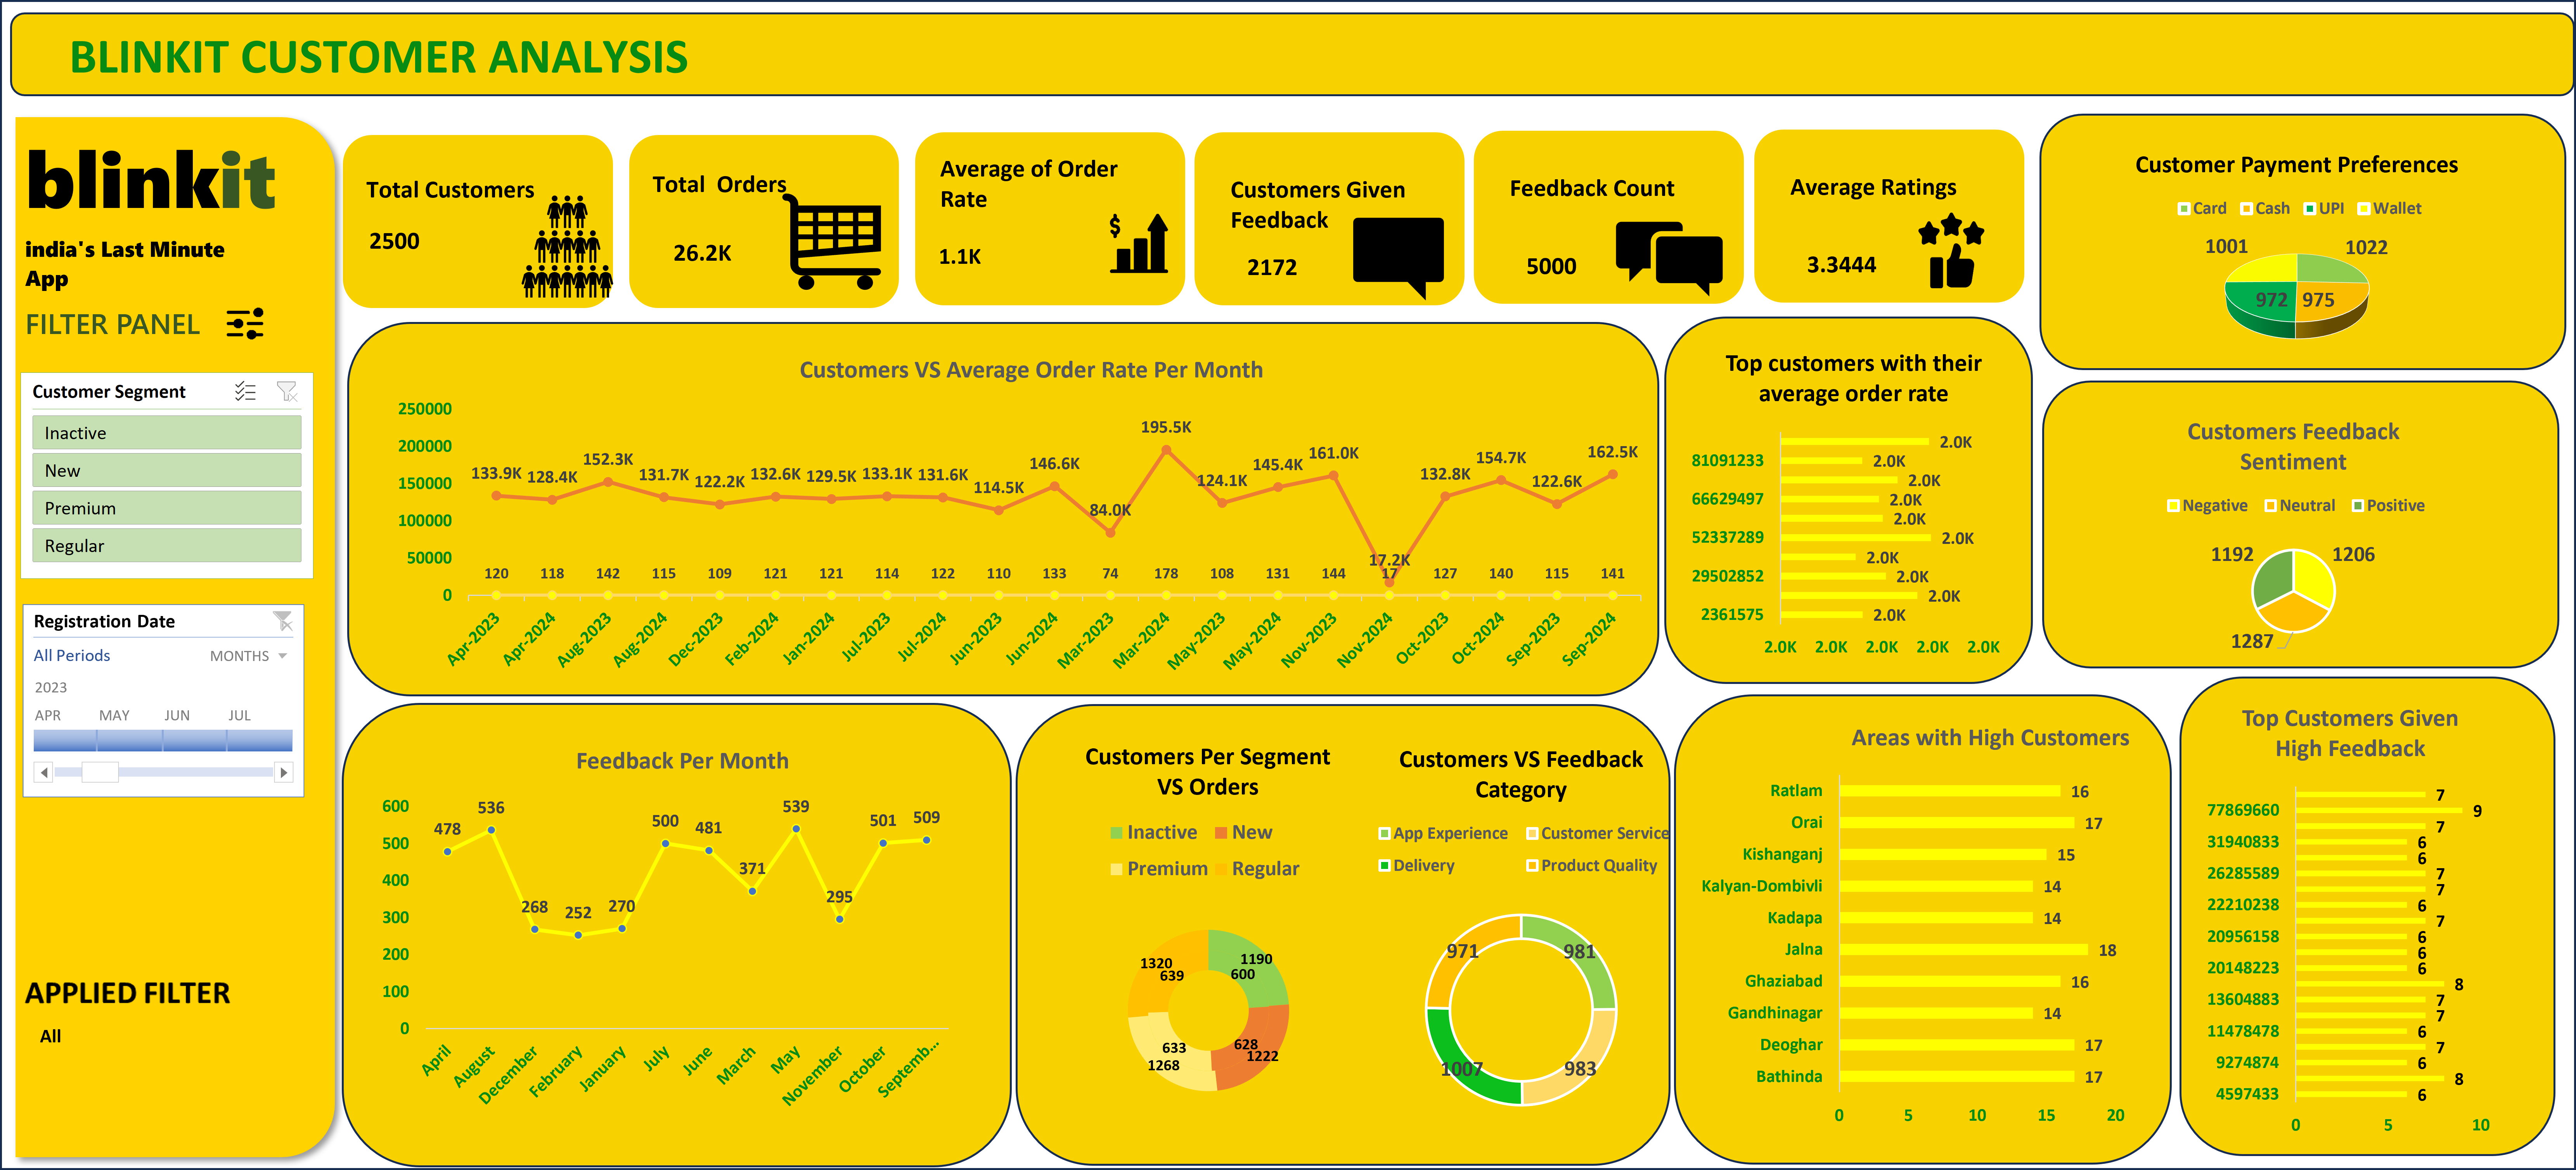 BLINKIT CUSTOMER ANALYSIS
blinkit
india's Last Minute
App
FILTER PANEL
Customer Segment
Inactive
New
Premium
Regular
Registration Date
All Periods
MONTHS
2023
APR MAY JUN JUL
APPLIED FILTER
All
Total Customers
2500
Total Orders
26.2K
Average of Order
Rate
$
1.1K
Customers Given
Feedback
2172
Feedback Count
5000
Average Ratings
3.3444
Customer Payment Preferences
Card Cash UPI Wallet
1001 1022
972 975
Customers VS Average Order Rate Per Month
250000
200000
150000
100000
50000
0
133.9K 128.4K 152.3K 131.7K 122.2K 132.6K 129.5K 133.1K 131.6K 114.5K 146.6K 84.0K 195.5K 124.1K 145.4K 161.0K 17.2K 132.8K 154.7K 122.6K 162.5K
120 118 142 115 109 121 121 114 122 110 133 74 178 108 131 144 17 127 140 115 141
Apr-2023 Apr-2024 Aug-2023 Aug-2024 Dec-2023 Feb-2024 Jan-2024 Jul-2023 Jul-2024 Jun-2023 Jun-2024 Mar-2023 Mar-2024 May-2023 May-2024 Nov-2023 Nov-2024 Oct-2023 Oct-2024 Sep-2023 Sep-2024
Top customers with their
average order rate
2.0K
81091233 2.0K
2.0K
66629497 2.0K
2.0K
52337289 2.0K
2.0K
29502852 2.0K
2.0K
2361575 2.0K
2.0K 2.0K 2.0K 2.0K 2.0K
Customers Feedback
Sentiment
Negative Neutral Positive
1192 1206
1287
Feedback Per Month
600
500
400
300
200
100
0
478 536 268 252 270 500 481 371 539 295 501 509
April August December February January July June March May November October Septemb...
Customers Per Segment
VS Orders
Inactive New
Premium Regular
1320 1190
639 600
633 628
1268 1222
Customers VS Feedback
Category
App Experience Customer Service
Delivery Product Quality
971 981
1007 983
Areas with High Customers
Ratlam 16
Orai 17
Kishanganj 15
Kalyan-Dombivli 14
Kadapa 14
Jalna 18
Ghaziabad 16
Gandhinagar 14
Deoghar 17
Bathinda 17
0 5 10 15 20
Top Customers Given
High Feedback
7
77869660 9
7
31940833 6
6
26285589 7
7
22210238 6
7
20956158 6
6
20148223 6
8
13604883 7
7
11478478 6
7
9274874 6
8
4597433 6
0 5 10